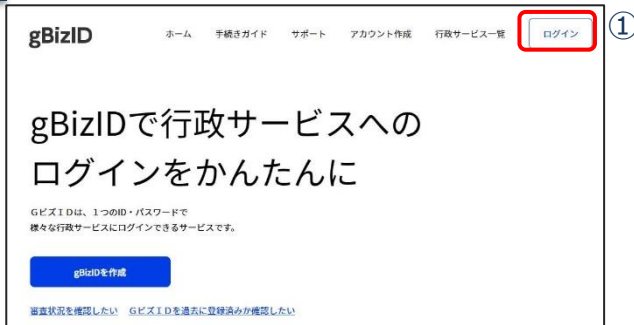 gBizID
ホーム 手続きガイド サポート アカウント作成 行政サービス一覧 ログイン ①
gBizIDで行政サービスへの
ログインをかんたんに
GビズIDは、1つのID・パスワードで
様々な行政サービスにログインできるサービスです。
gBizIDを作成
審査状況を確認したい GビズIDを過去に登録済みか確認したい